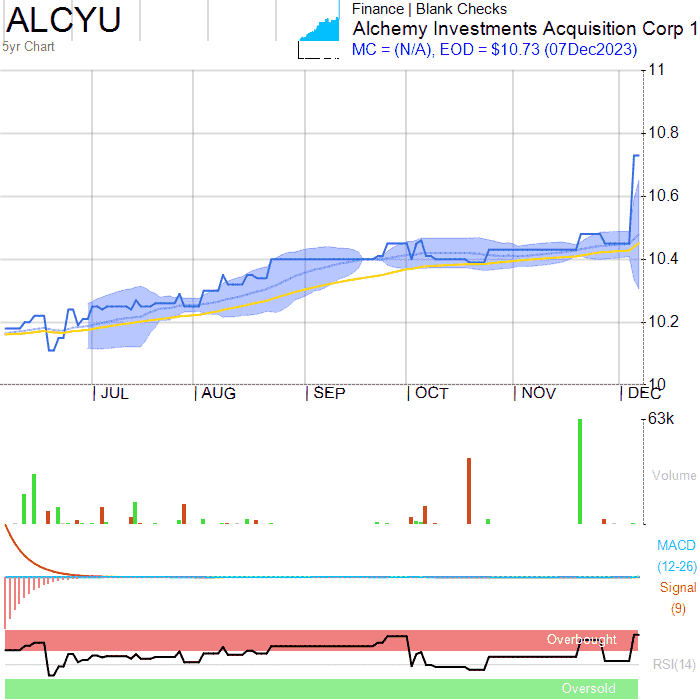 ALCYU
5yr Chart
Finance | Blank Checks
Alchemy Investments Acquisition Corp 1
MC = (N/A), EOD = $10.73 (07Dec2023)
11
10.8
10.6
10.4
10.2
10
JUL
AUG
SEP
OCT
NOV
DEC
63k
Volume
MACD
(12-26)
Signal
(9)
Overbought
RSI(14)
Oversold